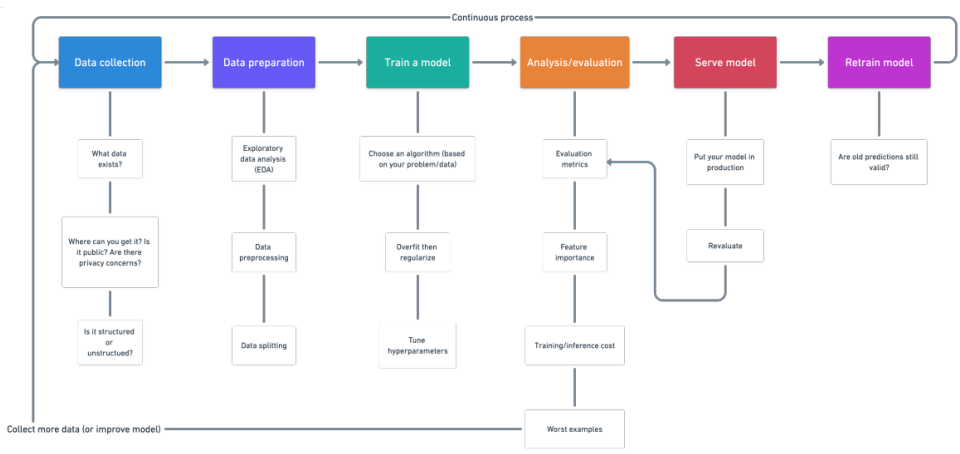 Continuous process
Data collection
Data preparation
Train a model
Analysis/evaluation
Serve model
Retrain model
What data
exists?
Exploratory
data analysis
(EDA)
Choose an algorithm (based
on your problem/data)
Evaluation
metrics
Put your model in
production
Are old predictions still
valid?
Where can you get it? Is
it public? Are there
privacy concerns?
Data
preprocessing
Overfit then
regularize
Feature
importance
Revaluate
Is it structured
or
unstructued?
Data splitting
Tune
hyperparameters
Training/inference cost
Collect more data (or improve model)
Worst examples